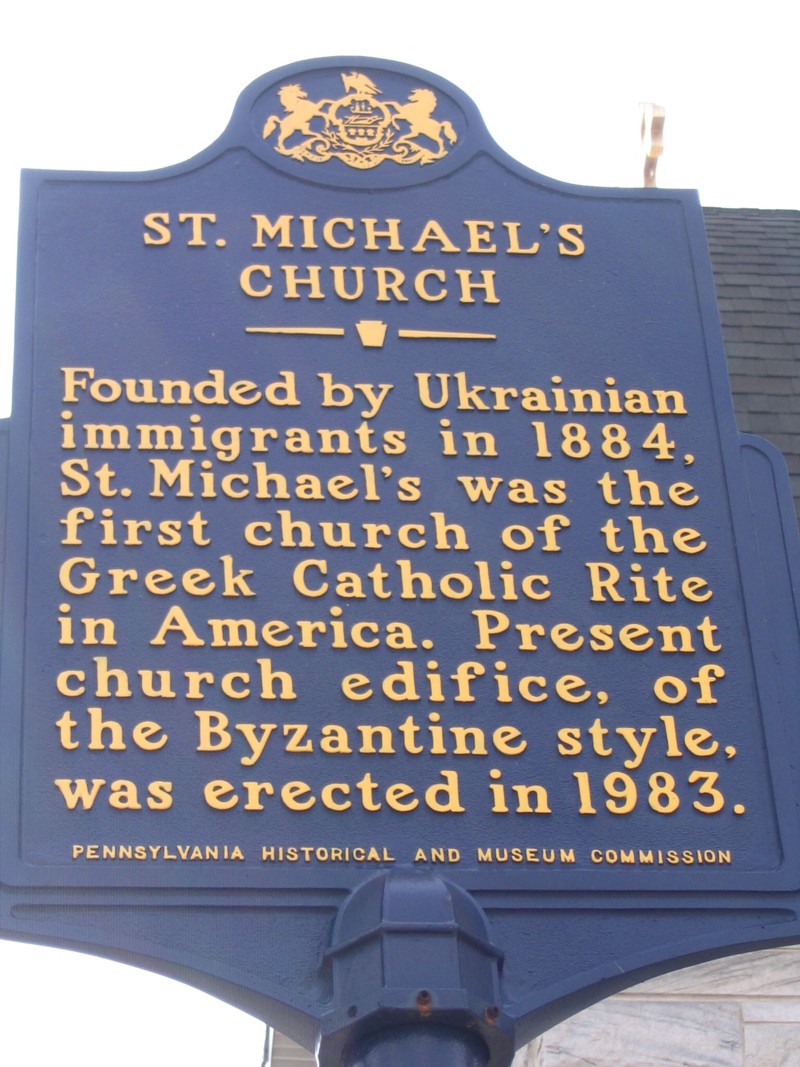 ST. MICHAEL'S
CHURCH
Founded by Ukrainian
immigrants in 1884,
St. Michael's was the
first church of the
Greek Catholic Rite
in America. Present
church edifice, of
the Byzantine style,
was erected in 1983.
PENNSYLVANIA HISTORICAL AND MUSEUM COMMISSION